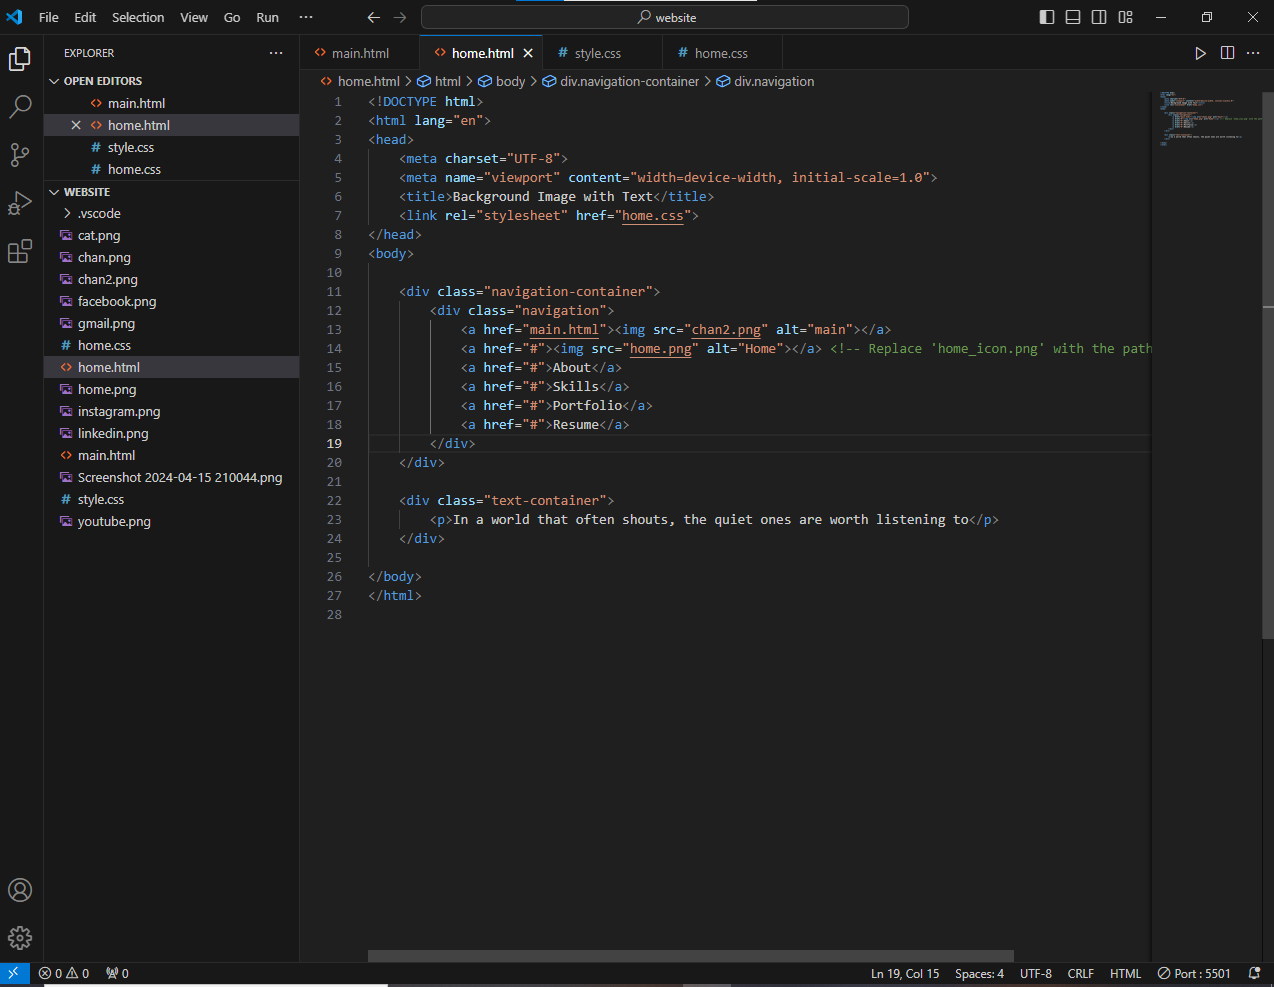 File Edit Selection View Go Run ··· website
EXPLORER ···
OPEN EDITORS
main.html
home.html
style.css
home.css
WEBSITE
.vscode
cat.png
chan.png
chan2.png
facebook.png
gmail.png
home.css
home.html
home.png
instagram.png
linkedin.png
main.html
Screenshot 2024-04-15 210044.png
style.css
youtube.png
main.html home.html style.css home.css
home.html > html > body > div.navigation-container > div.navigation
1 <!DOCTYPE html>
2 <html lang="en">
3 <head>
4 <meta charset="UTF-8">
5 <meta name="viewport" content="width=device-width, initial-scale=1.0">
6 <title>Background Image with Text</title>
7 <link rel="stylesheet" href="home.css">
8 </head>
9 <body>
10
11 <div class="navigation-container">
12 <div class="navigation">
13 <a href="main.html"><img src="chan2.png" alt="main"></a>
14 <a href="#"><img src="home.png" alt="Home"></a> <!-- Replace 'home_icon.png' with the path
15 <a href="#">About</a>
16 <a href="#">Skills</a>
17 <a href="#">Portfolio</a>
18 <a href="#">Resume</a>
19 </div>
20 </div>
21
22 <div class="text-container">
23 <p>In a world that often shouts, the quiet ones are worth listening to</p>
24 </div>
25
26 </body>
27 </html>
28
0 0 0 Ln 19, Col 15 Spaces: 4 UTF-8 CRLF HTML Port : 5501